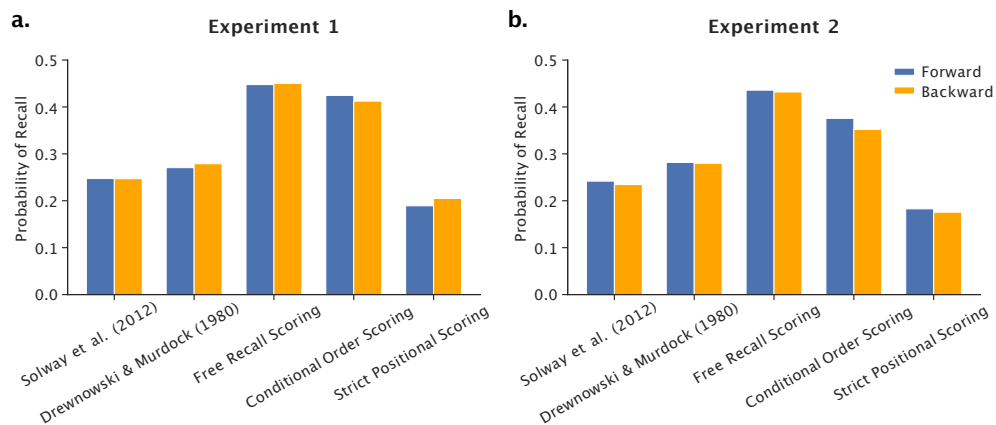 a.
Experiment 1
Probability of Recall
0.5
0.4
0.3
0.2
0.1
0.0
Solway et al. (2012)
Drewnowski & Murdock (1980)
Free Recall Scoring
Conditional Order Scoring
Strict Positional Scoring
b.
Experiment 2
Forward
Backward
Probability of Recall
0.5
0.4
0.3
0.2
0.1
0.0
Solway et al. (2012)
Drewnowski & Murdock (1980)
Free Recall Scoring
Conditional Order Scoring
Strict Positional Scoring